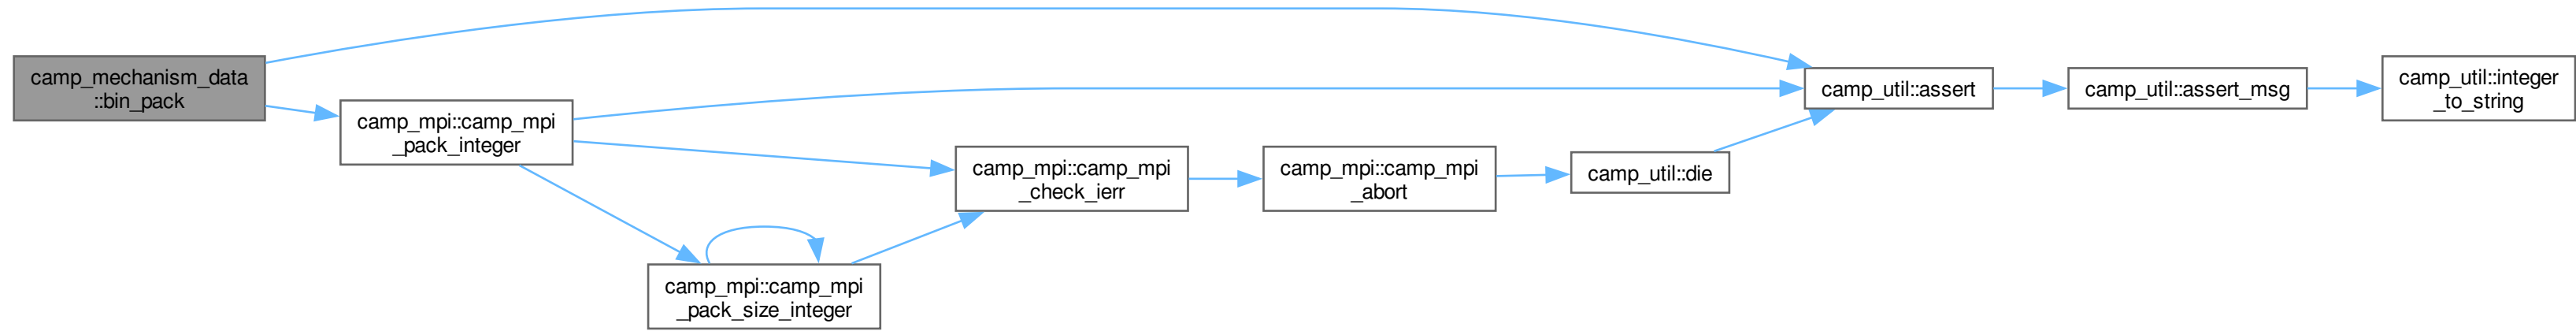 camp_mechanism_data
::bin_pack
camp_mpi::camp_mpi
_pack_integer
camp_mpi::camp_mpi
_pack_size_integer
camp_mpi::camp_mpi
_check_ierr
camp_mpi::camp_mpi
_abort
camp_util::die
camp_util::assert
camp_util::assert_msg
camp_util::integer
_to_string